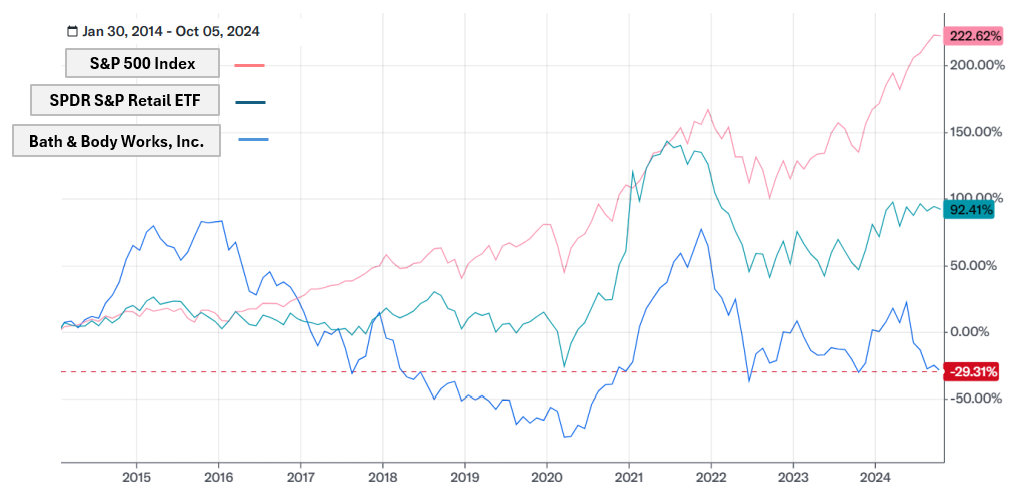 Jan 30, 2014 - Oct 05, 2024
S&P 500 Index
SPDR S&P Retail ETF
Bath & Body Works, Inc.
222.62%
200.00%
150.00%
100.00%
92.41%
50.00%
0.00%
-29.31%
-50.00%
2015 2016 2017 2018 2019 2020 2021 2022 2023 2024